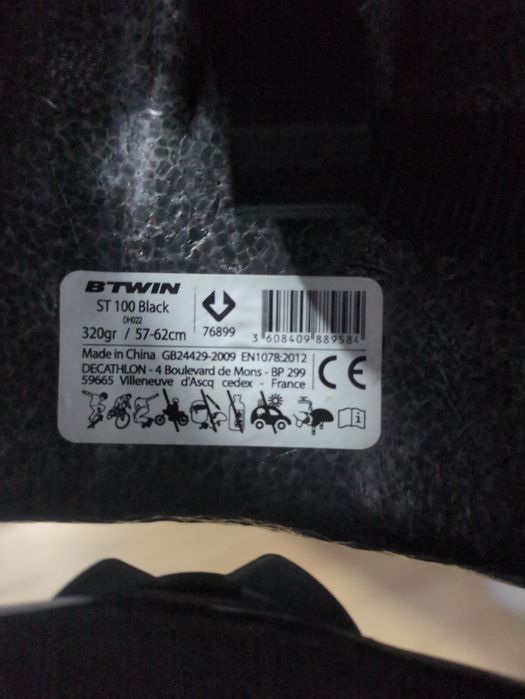 BTWIN
ST 100 Black
DH022
320gr / 57-62cm
76899
3 608409 889584
Made in China GB24429-2009 EN1078:2012
DECATHLON - 4 Boulevard de Mons - BP 299
59665 Villeneuve d'Ascq cedex - France
CE
i